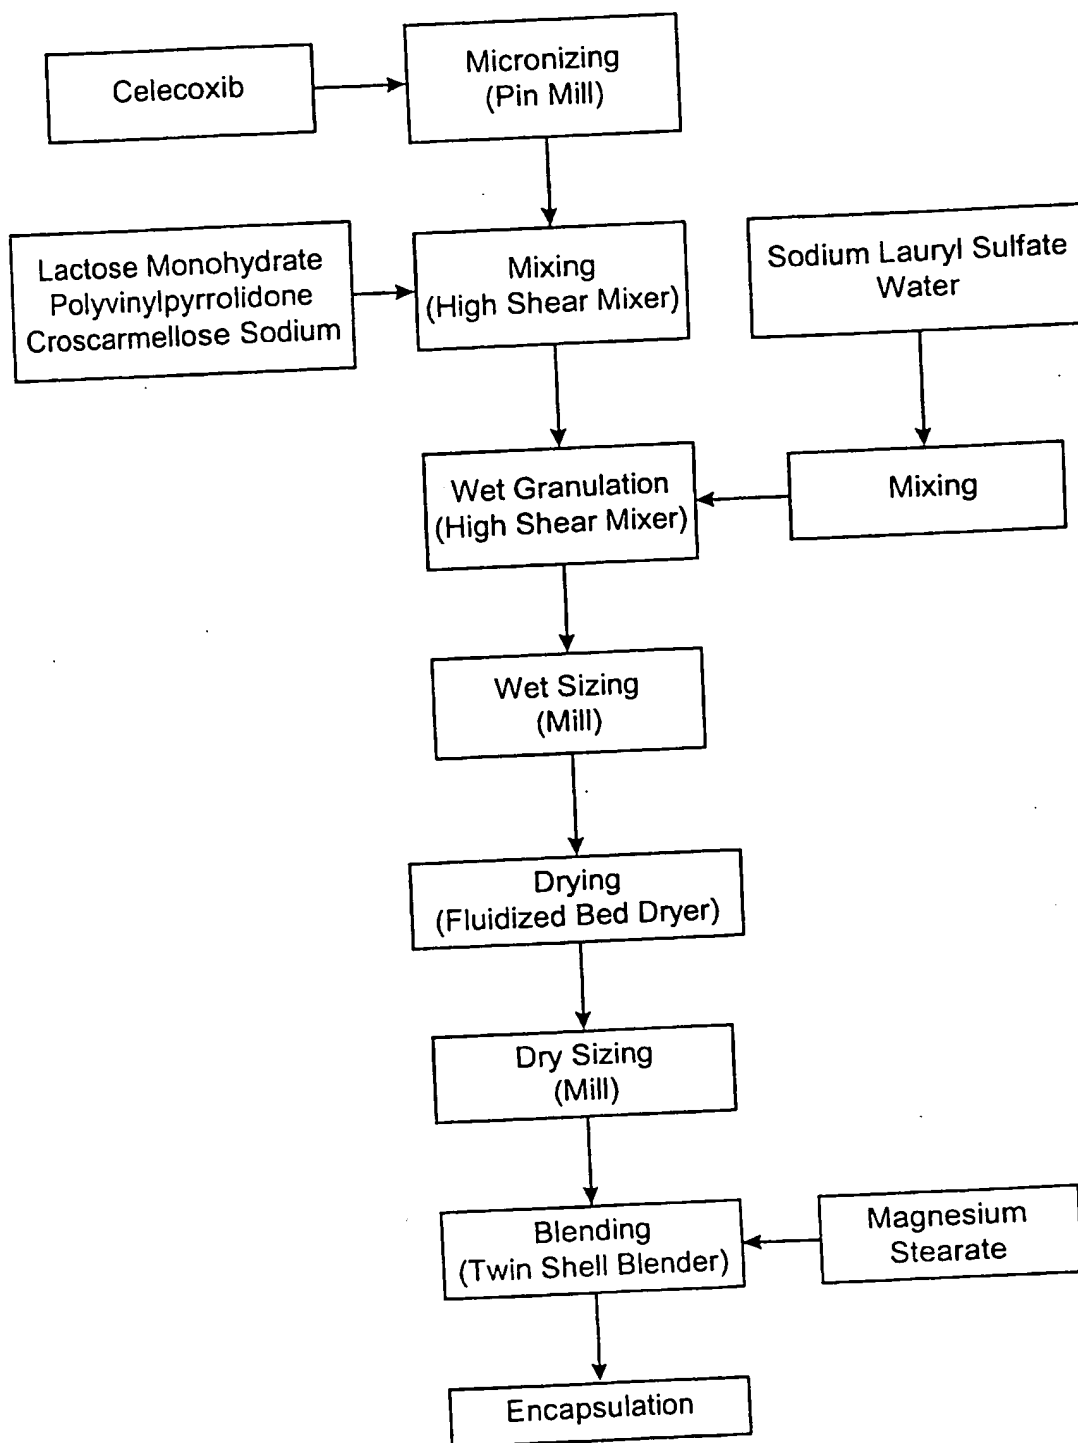 Celecoxib
Micronizing
(Pin Mill)
Lactose Monohydrate
Polyvinylpyrrolidone
Croscarmellose Sodium
Mixing
(High Shear Mixer)
Sodium Lauryl Sulfate
Water
Wet Granulation
(High Shear Mixer)
Mixing
Wet Sizing
(Mill)
Drying
(Fluidized Bed Dryer)
Dry Sizing
(Mill)
Blending
(Twin Shell Blender)
Magnesium
Stearate
Encapsulation